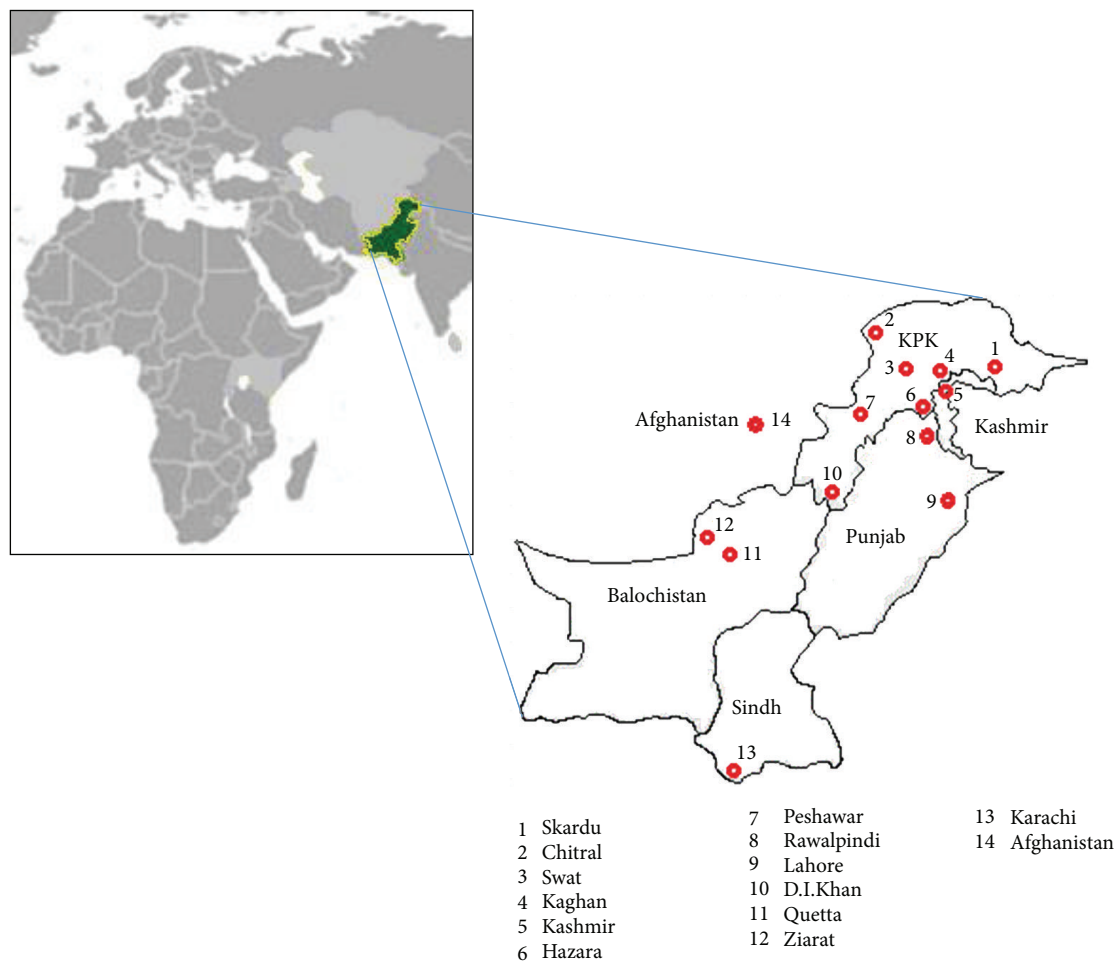 2
KPK
1
3
4
5
6
7
Kashmir
Afghanistan
14
8
10
9
12
Punjab
11
Balochistan
Sindh
13
1 Skardu
2 Chitral
3 Swat
4 Kaghan
5 Kashmir
6 Hazara
7 Peshawar
8 Rawalpindi
9 Lahore
10 D.I.Khan
11 Quetta
12 Ziarat
13 Karachi
14 Afghanistan